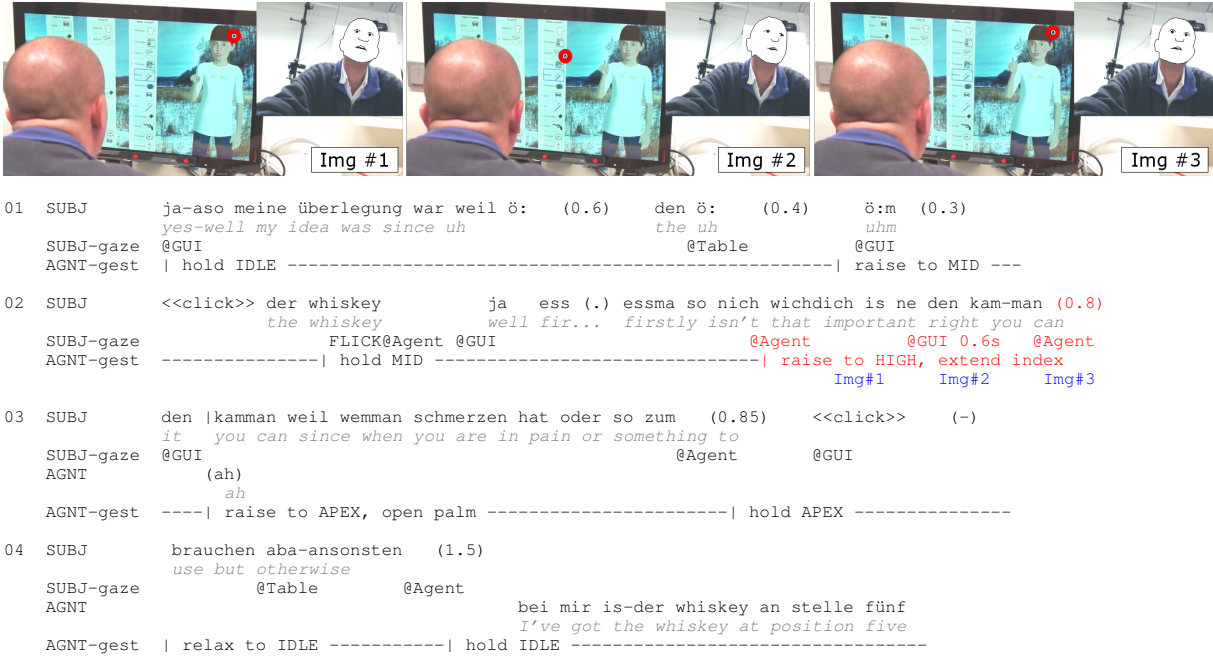 Img #1
Img #2
Img #3
01 SUBJ ja-aso meine überlegung war weil ö: (0.6) den ö: (0.4) ö:m (0.3)
yes-well my idea was since uh the uh uhm
SUBJ-gaze @GUI @Table @GUI
AGNT-gest | hold IDLE ----------------------------------------------------| raise to MID ---
02 SUBJ <<click>> der whiskey ja ess (.) essma so nich wichdich is ne den kam-man (0.8)
the whiskey well fir... firstly isn't that important right you can
SUBJ-gaze FLICK@Agent @GUI @Agent @GUI 0.6s @Agent
AGNT-gest ---------------| hold MID -------------------------------| raise to HIGH, extend index
Img#1 Img#2 Img#3
03 SUBJ den |kamman weil wemman schmerzen hat oder so zum (0.85) <<click>> (-)
it you can since when you are in pain or something to
SUBJ-gaze @GUI @Agent @GUI
AGNT (ah)
ah
AGNT-gest ----| raise to APEX, open palm -----------------------| hold APEX ---------------
04 SUBJ brauchen aba-ansonsten (1.5)
use but otherwise
SUBJ-gaze @Table @Agent
AGNT bei mir is-der whiskey an stelle fünf
I've got the whiskey at position five
AGNT-gest | relax to IDLE -----------| hold IDLE ----------------------------------